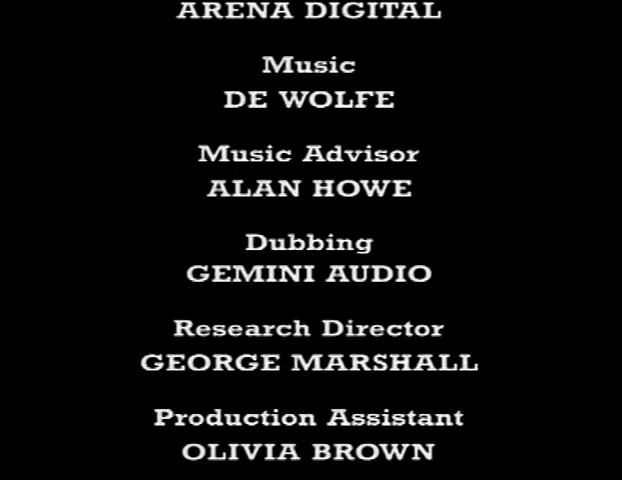 ARENA DIGITAL
Music
DE WOLFE
Music Advisor
ALAN HOWE
Dubbing
GEMINI AUDIO
Research Director
GEORGE MARSHALL
Production Assistant
OLIVIA BROWN